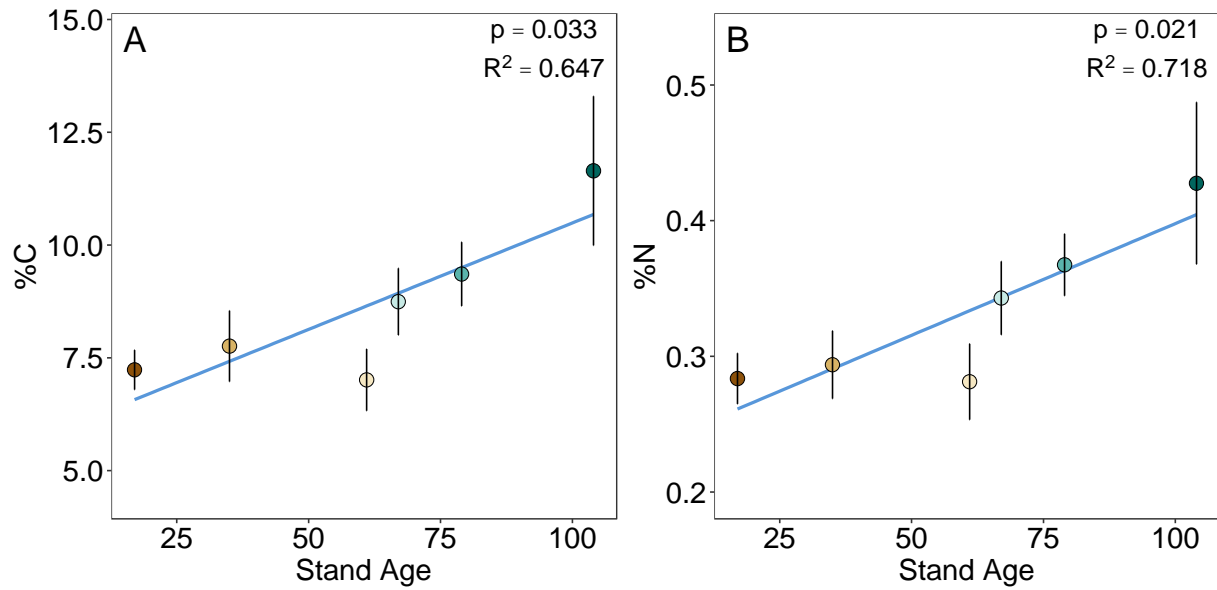 A
p = 0.033
R² = 0.647
15.0
12.5
10.0
7.5
5.0
%C
25 50 75 100
Stand Age
B
p = 0.021
R² = 0.718
0.5
0.4
0.3
0.2
%N
25 50 75 100
Stand Age